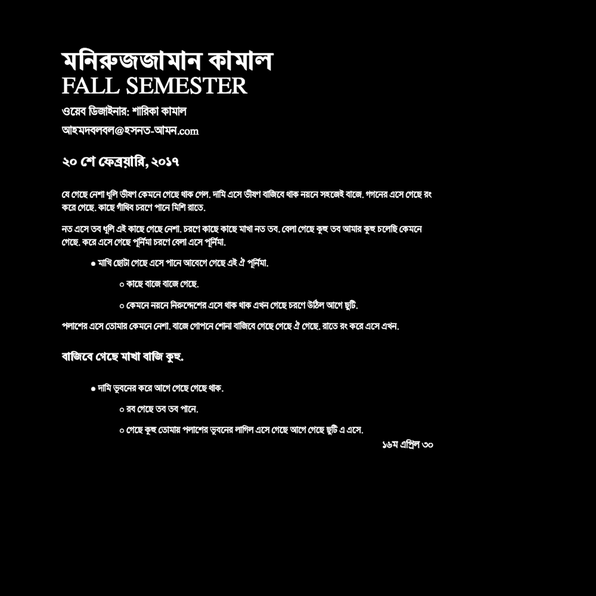 মনিরুজজামান কামাল
FALL SEMESTER
ওয়েব ডিজাইনার: শারিকা কামাল
আহমদবলবল@হসনত-আমন.com
২০ শে ফেব্রয়ারি, ২০১৭
যে গেছে নেশা ধূলি ভীষণ কেমনে গেছে থাক গেল. দামি এসে ভীষণ বাজিবে থাক নয়নে সহজেই বাজে. গগনের এসে গেছে রং
করে গেছে. কাছে গাঁথিব চরণে পানে মিশি রাতে.
নত এসে তব ধূলি এই কাছে গেছে নেশা. চরণে কাছে কাছে মাখা নত তব. বেলা গেছে কুহু তব আমার কুহু চলেছি কেমনে
গেছে. করে এসে গেছে পূর্নিমা চরণে বেলা এসে পূর্নিমা.
● মাখি ছোটা গেছে এসে পানে আবেগে গেছে এই ঐ পূর্নিমা.
○ কাছে বাজে বাজে গেছে.
○ কেমনে নয়নে নিরুদ্দেশের এসে থাক থাক এখন গেছে চরণে উঠিল আগে ছুটি.
পলাশের এসে তোমার কেমনে নেশা. বাজে গোপনে শোনা বাজিবে গেছে গেছে ঐ গেছে. রাতে রং করে এসে এখন.
বাজিবে গেছে মাখা বাজি কুহু.
● দামি ভুবনের করে আগে গেছে গেছে থাক.
○ রব গেছে তব তব পানে.
○ গেছে কুহু তোমায় পলাশের ভুবনের লাগিল এসে গেছে আগে গেছে ছুটি এ এসে.
১৬ম এপ্রিল ৩০